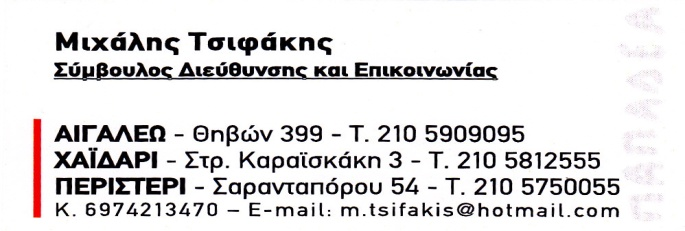 Μιχάλης Τσιφάκης
Σύμβουλος Διεύθυνσης και Επικοινωνίας
ΑΙΓΑΛΕΩ - Θηβών 399 - Τ. 210 5909095
ΧΑΪΔΑΡΙ - Στρ. Καραϊσκάκη 3 - Τ. 210 5812555
ΠΕΡΙΣΤΕΡΙ - Σαρανταπόρου 54 - Τ. 210 5750055
Κ. 6974213470 – E-mail: m.tsifakis@hotmail.com